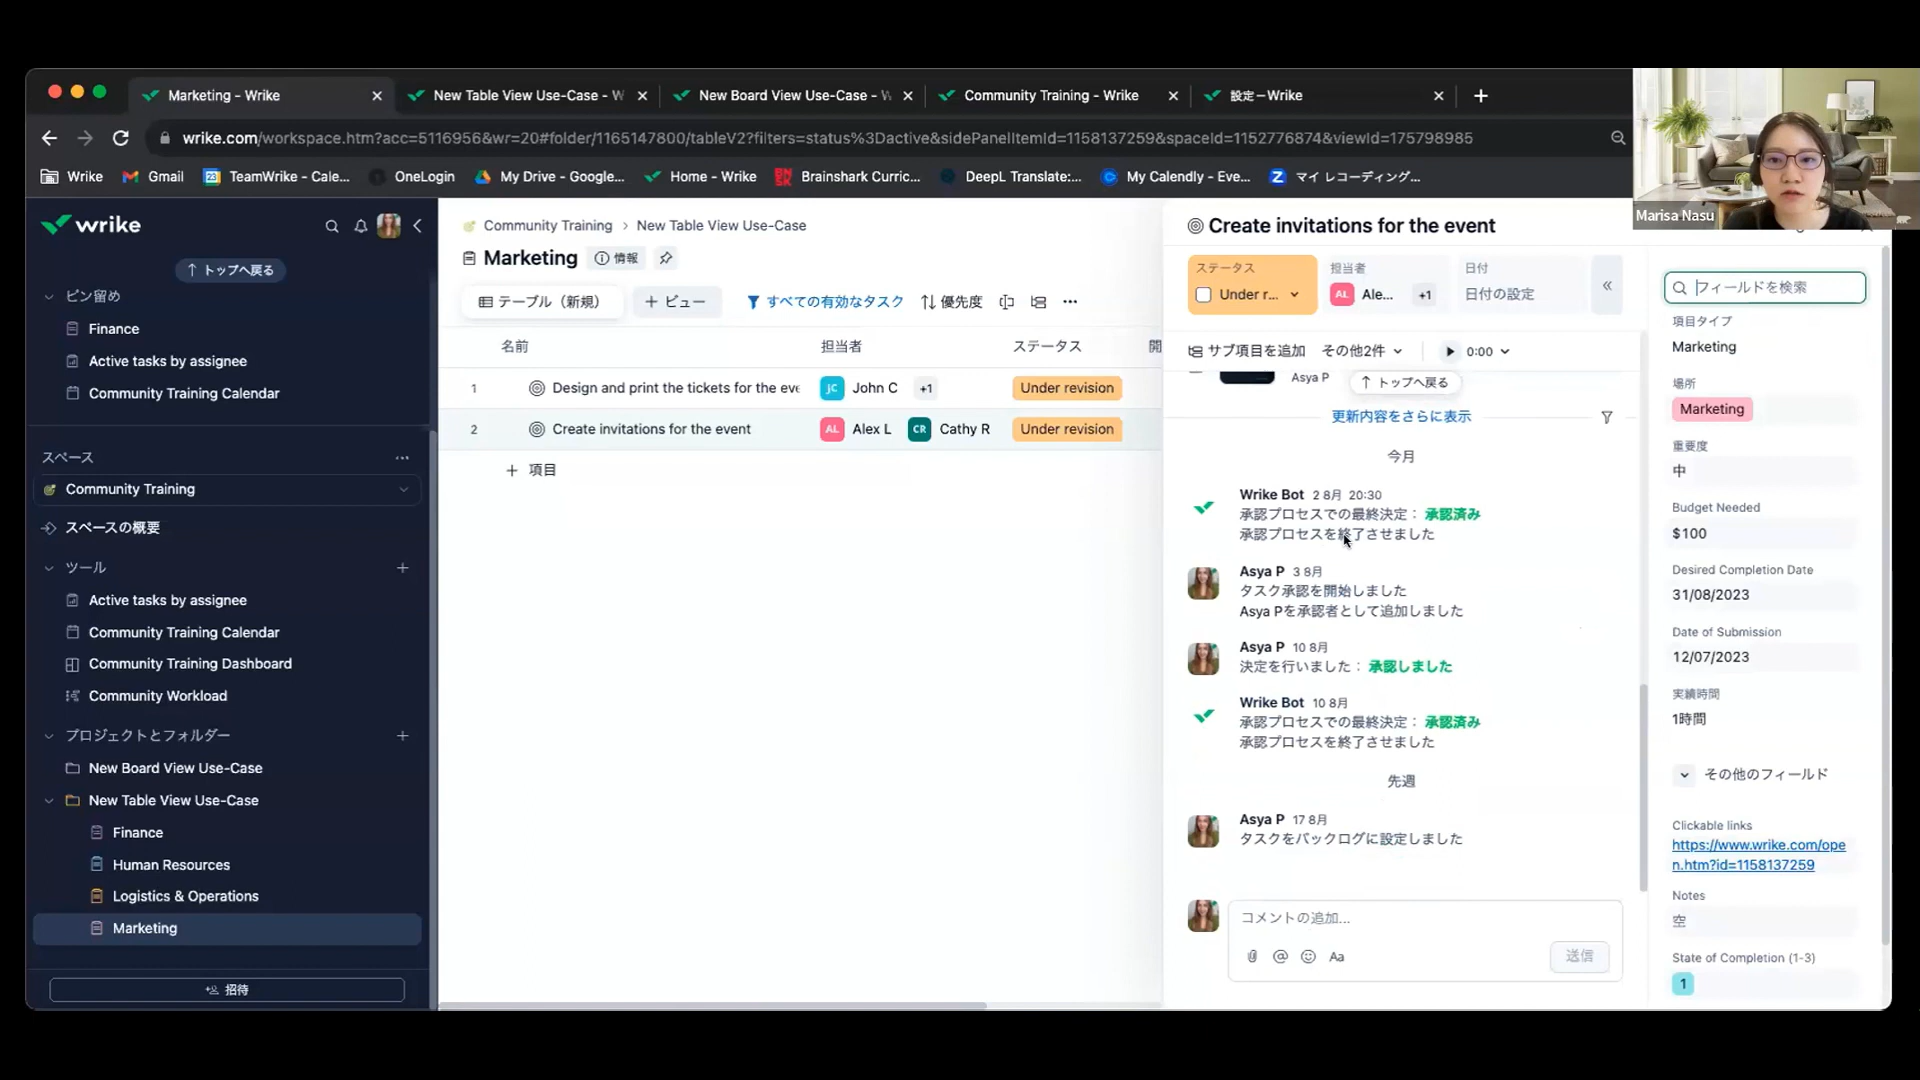 Marketing - Wrike
New Table View Use-Case - W
New Board View Use-Case - W
Community Training - Wrike
設定 – Wrike
wrike.com/workspace.htm?acc=5116956&wr=20#folder/1165147800/tableV2?filters=status%3Dactive&sidePanelItemId=1158137259&spaceId=1152776874&viewId=175798985
Wrike
Gmail
TeamWrike - Cale...
OneLogin
My Drive - Google...
Home - Wrike
Brainshark Curric...
DeepL Translate:...
My Calendly - Eve...
マイ レコーディング...
Marisa Nasu
wrike
↑ トップへ戻る
ピン留め
Finance
Active tasks by assignee
Community Training Calendar
スペース
Community Training
スペースの概要
ツール
Active tasks by assignee
Community Training Calendar
Community Training Dashboard
Community Workload
プロジェクトとフォルダー
New Board View Use-Case
New Table View Use-Case
Finance
Human Resources
Logistics & Operations
Marketing
招待
Community Training > New Table View Use-Case
Marketing 情報
テーブル（新規） + ビュー すべての有効なタスク 優先度
名前 担当者 ステータス 開
1 Design and print the tickets for the eve JC John C +1 Under revision
2 Create invitations for the event AL Alex L CR Cathy R Under revision
+ 項目
Create invitations for the event
ステータス 担当者 日付
Under r... AL Ale... +1 日付の設定
サブ項目を追加 その他2件 0:00
Asya P
↑ トップへ戻る
更新内容をさらに表示
今月
Wrike Bot 2 8月 20:30
承認プロセスでの最終決定： 承認済み
承認プロセスを終了させました
Asya P 3 8月
タスク承認を開始しました
Asya Pを承認者として追加しました
Asya P 10 8月
決定を行いました： 承認しました
Wrike Bot 10 8月
承認プロセスでの最終決定： 承認済み
承認プロセスを終了させました
先週
Asya P 17 8月
タスクをバックログに設定しました
コメントの追加...
Aa
送信
フィールドを検索
項目タイプ
Marketing
場所
Marketing
重要度
中
Budget Needed
$100
Desired Completion Date
31/08/2023
Date of Submission
12/07/2023
実績時間
1時間
その他のフィールド
Clickable links
https://www.wrike.com/ope
n.htm?id=1158137259
Notes
空
State of Completion (1-3)
1